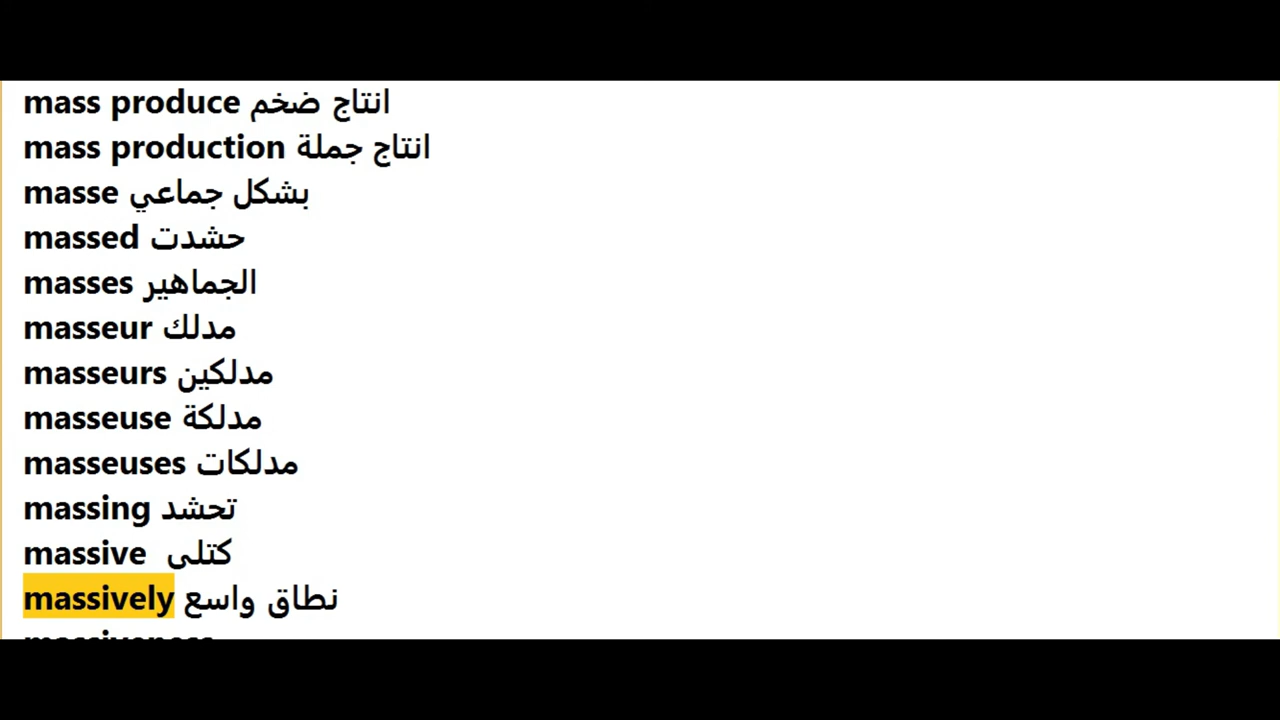 mass produce انتاج ضخم
mass production انتاج جملة
masse بشكل جماعي
massed حشدت
masses الجماهير
masseur مدلك
masseurs مدلكين
masseuse مدلكة
masseuses مدلكات
massing تحشد
massive كتلى
massively نطاق واسع
massiveness